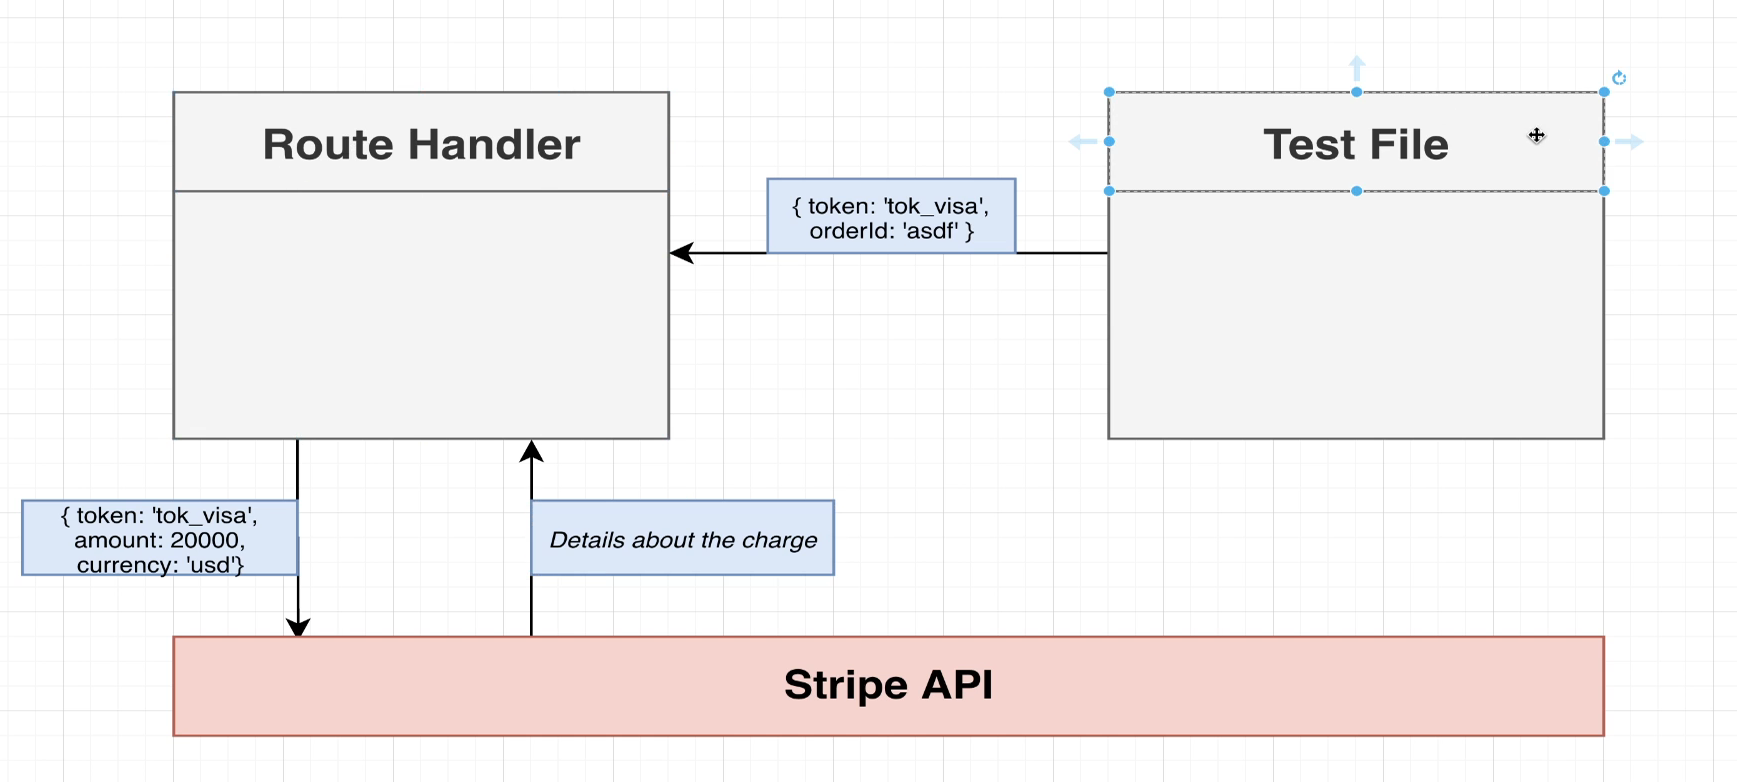 Route Handler
Test File
{ token: 'tok_visa',
orderId: 'asdf' }
{ token: 'tok_visa',
amount: 20000,
currency: 'usd'}
Details about the charge
Stripe API